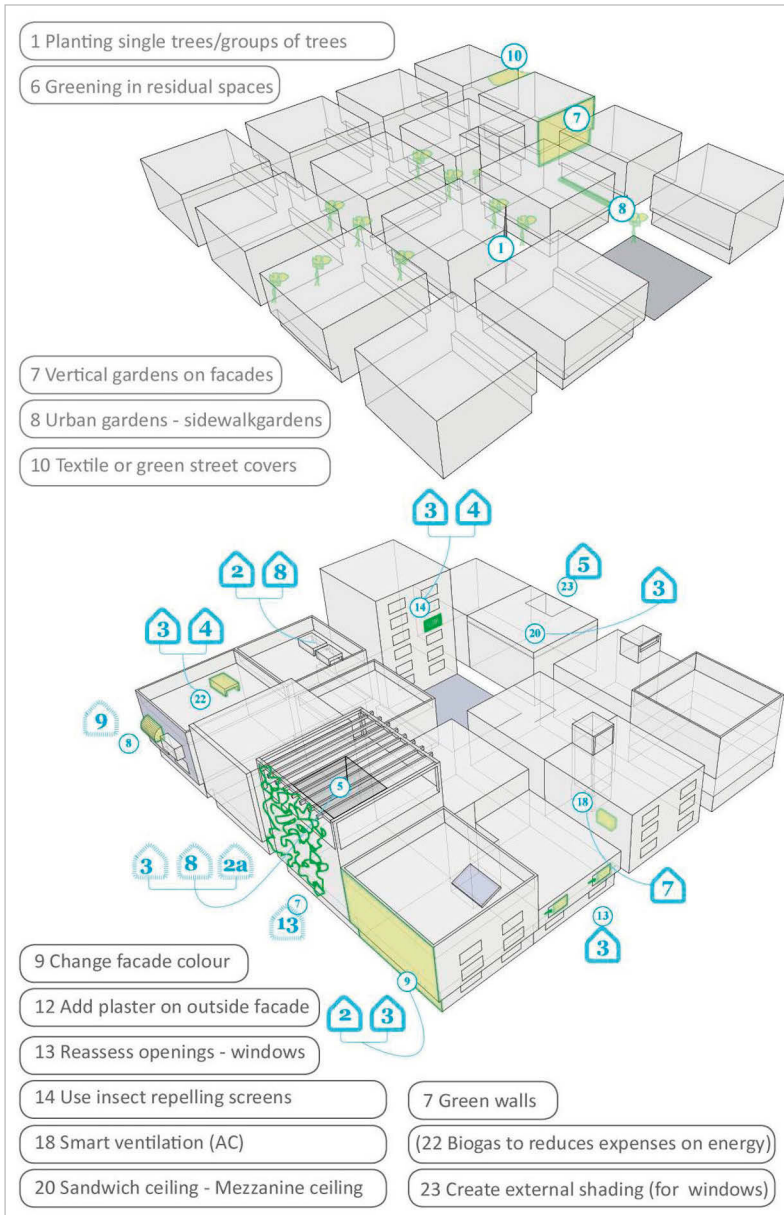 1 Planting single trees/groups of trees
6 Greening in residual spaces
10
7
8
1
7 Vertical gardens on facades
8 Urban gardens - sidewalkgardens
10 Textile or green street covers
3 4
5
2 8
23
3
14
3 4
20
22
9
8
5
18
3 8 2a
7
7
13
13
3
9
2 3
9 Change facade colour
12 Add plaster on outside facade
13 Reassess openings - windows
14 Use insect repelling screens
18 Smart ventilation (AC)
20 Sandwich ceiling - Mezzanine ceiling
7 Green walls
(22 Biogas to reduces expenses on energy)
23 Create external shading (for windows)